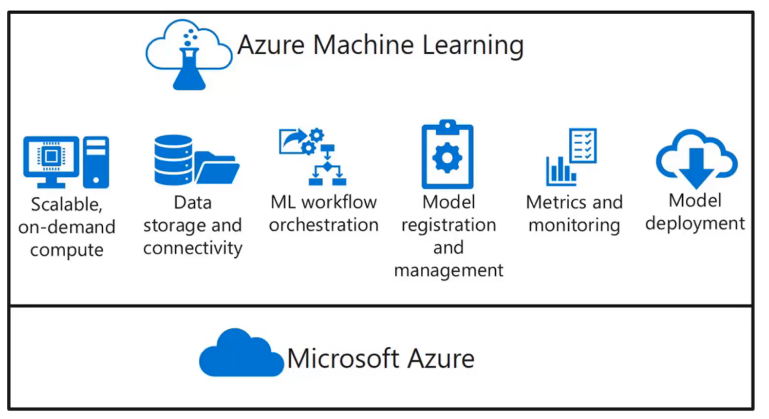 Azure Machine Learning
Scalable,
on-demand
compute
Data
storage and
connectivity
ML workflow
orchestration
Model
registration
and
management
Metrics and
monitoring
Model
deployment
Microsoft Azure